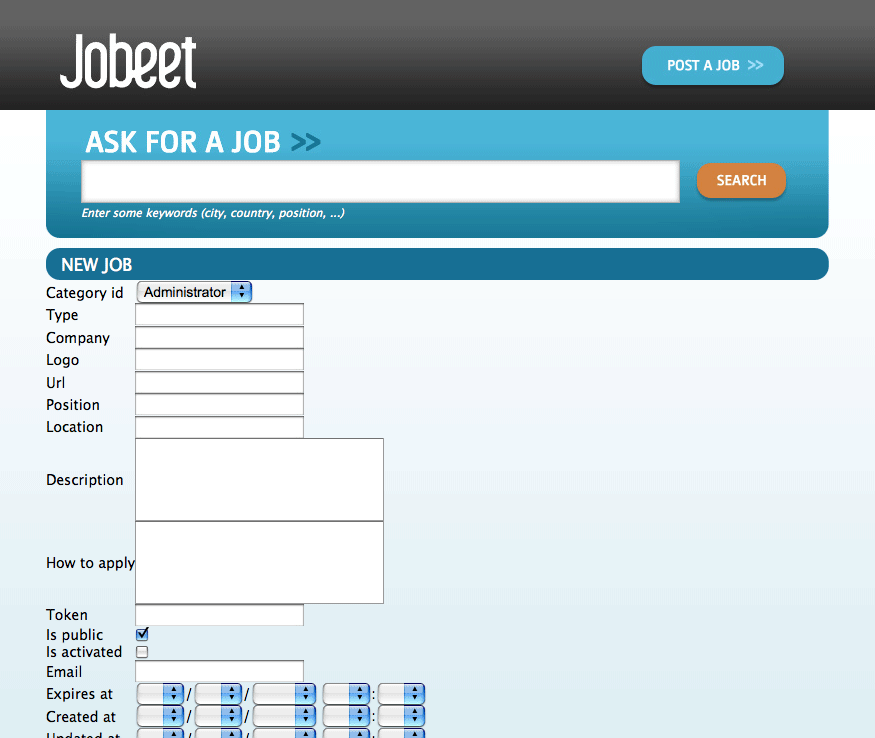 Jobeet
POST A JOB >>
ASK FOR A JOB >>
SEARCH
Enter some keywords (city, country, position, ...)
NEW JOB
Category id Administrator
Type
Company
Logo
Url
Position
Location
Description
How to apply
Token
Is public
Is activated
Email
Expires at / / :
Created at / / :
Updated at / / :